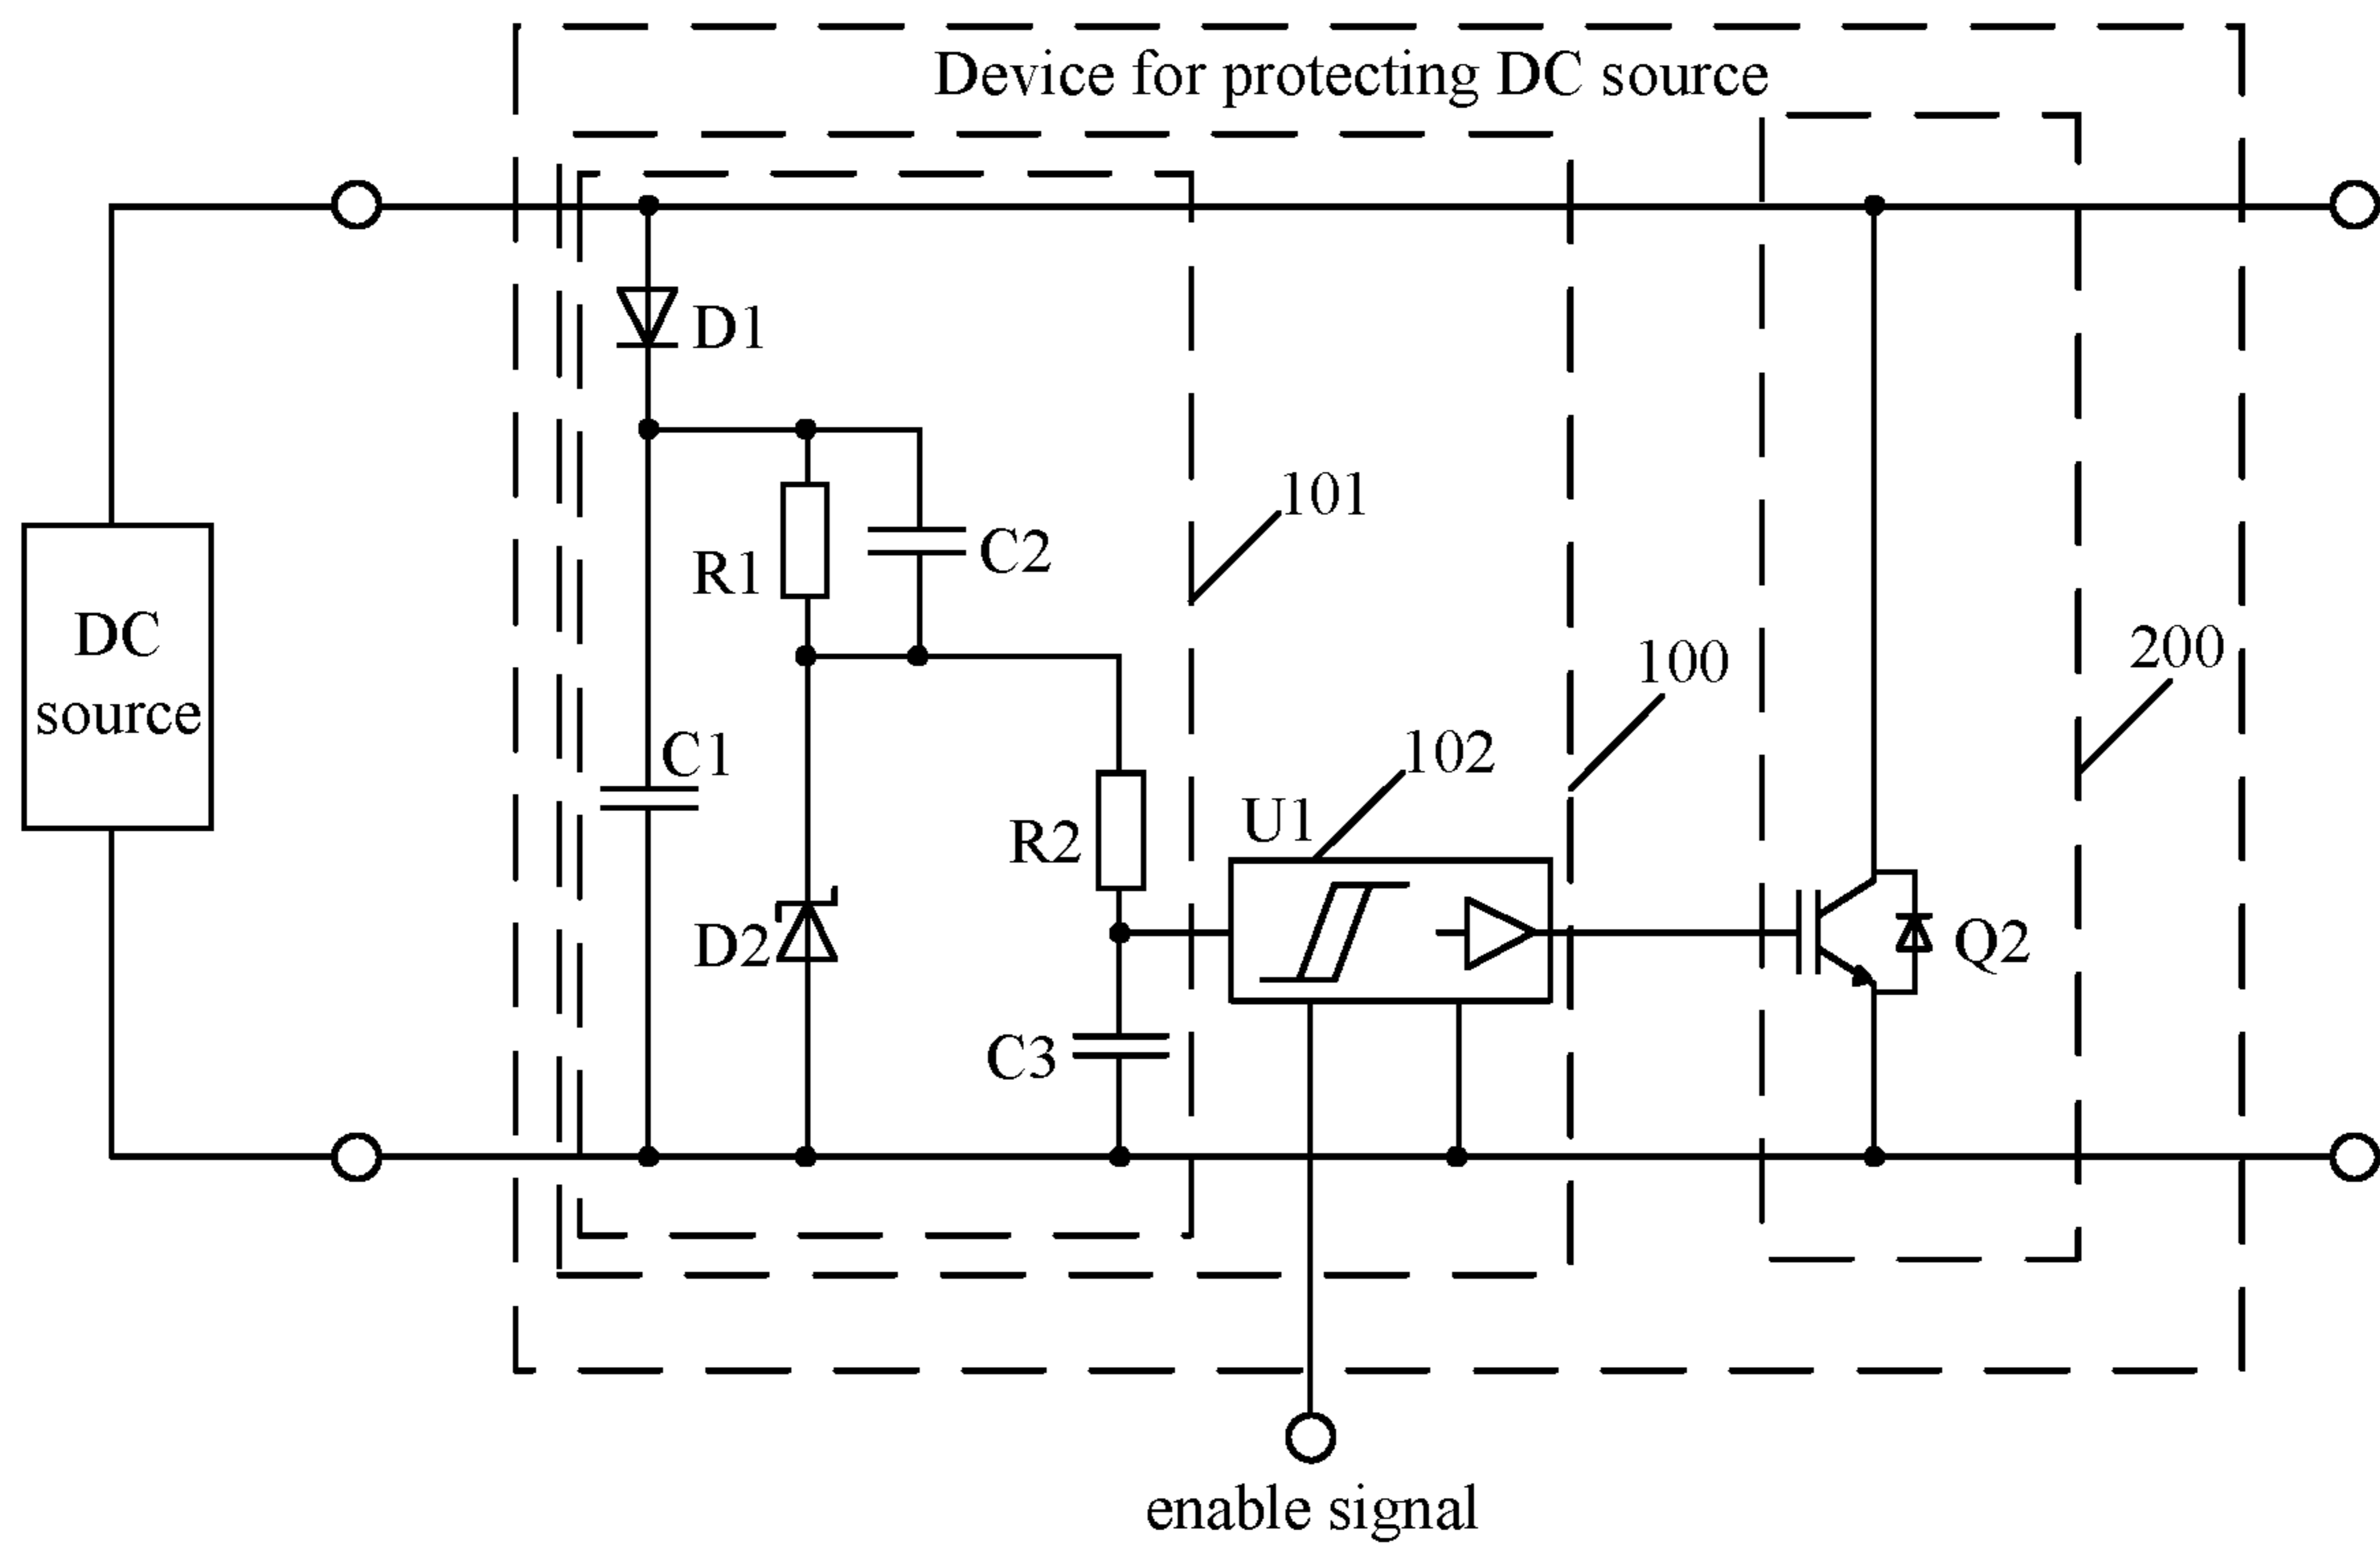 Device for protecting DC source
D1
101
R1
C2
DC
source
100
200
C1
102
U1
R2
D2
Q2
C3
enable signal